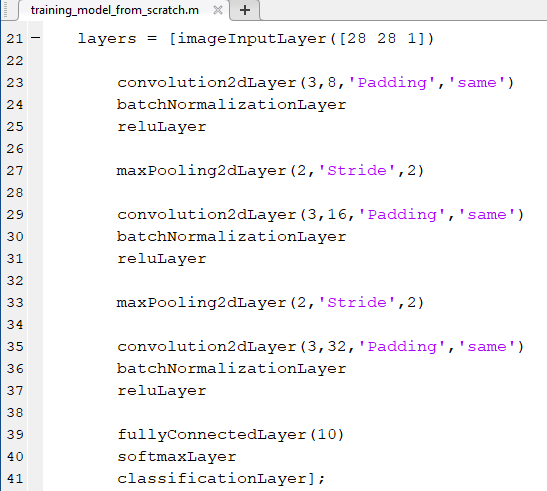 training_model_from_scratch.m × +
21 − layers = [imageInputLayer([28 28 1])
22
23 convolution2dLayer(3,8,'Padding','same')
24 batchNormalizationLayer
25 reluLayer
26
27 maxPooling2dLayer(2,'Stride',2)
28
29 convolution2dLayer(3,16,'Padding','same')
30 batchNormalizationLayer
31 reluLayer
32
33 maxPooling2dLayer(2,'Stride',2)
34
35 convolution2dLayer(3,32,'Padding','same')
36 batchNormalizationLayer
37 reluLayer
38
39 fullyConnectedLayer(10)
40 softmaxLayer
41 classificationLayer];